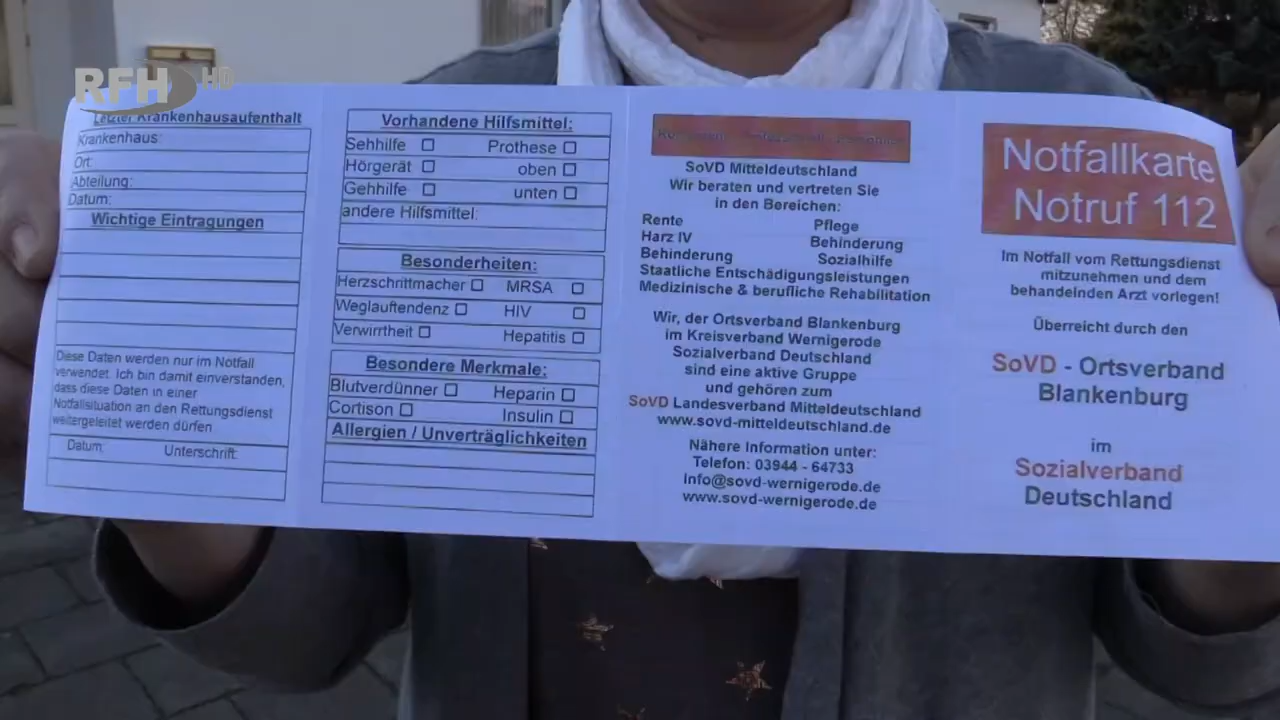 RFH HD
Letzter Krankenhausaufenthalt
Krankenhaus:
Ort:
Abteilung:
Datum:
Wichtige Eintragungen
Diese Daten werden nur im Notfall
verwendet. Ich bin damit einverstanden,
dass diese Daten in einer
Notfallsituation an den Rettungsdienst
weitergeleitet werden dürfen
Datum: Unterschrift:
Vorhandene Hilfsmittel:
Sehhilfe Prothese
Hörgerät oben
Gehhilfe unten
andere Hilfsmittel:
Besonderheiten:
Herzschrittmacher MRSA
Weglauftendenz HIV
Verwirrtheit Hepatitis
Besondere Merkmale:
Blutverdünner Heparin
Cortison Insulin
Allergien / Unverträglichkeiten
SoVD Mitteldeutschland
Wir beraten und vertreten Sie
in den Bereichen:
Rente Pflege
Harz IV Behinderung
Behinderung Sozialhilfe
Staatliche Entschädigungsleistungen
Medizinische & berufliche Rehabilitation
Wir, der Ortsverband Blankenburg
im Kreisverband Wernigerode
Sozialverband Deutschland
sind eine aktive Gruppe
und gehören zum
SoVD Landesverband Mitteldeutschland
www.sovd-mitteldeutschland.de
Nähere Information unter:
Telefon: 03944 - 64733
Info@sovd-wernigerode.de
www.sovd-wernigerode.de
Notfallkarte
Notruf 112
Im Notfall vom Rettungsdienst
mitzunehmen und dem
behandelnden Arzt vorlegen!
Überreicht durch den
SoVD - Ortsverband
Blankenburg
im
Sozialverband
Deutschland